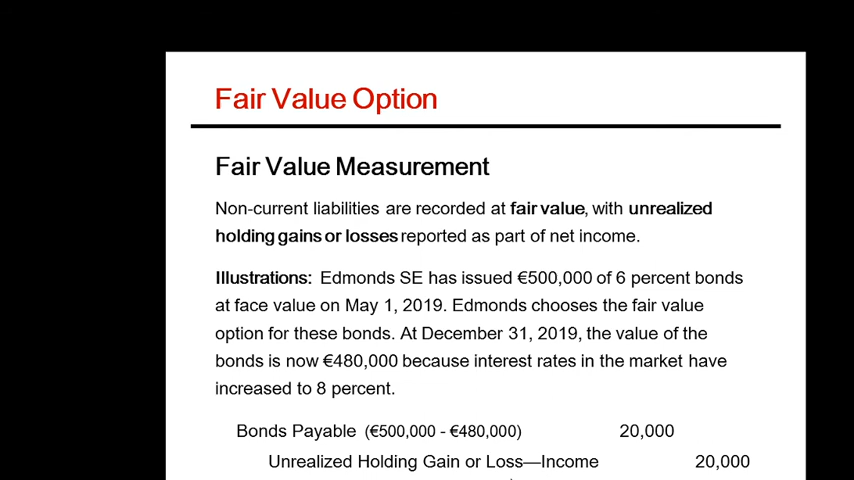 Fair Value Option
Fair Value Measurement
Non-current liabilities are recorded at fair value, with unrealized
holding gains or losses reported as part of net income.
Illustrations: Edmonds SE has issued €500,000 of 6 percent bonds
at face value on May 1, 2019. Edmonds chooses the fair value
option for these bonds. At December 31, 2019, the value of the
bonds is now €480,000 because interest rates in the market have
increased to 8 percent.
Bonds Payable (€500,000 - €480,000) 20,000
Unrealized Holding Gain or Loss—Income 20,000